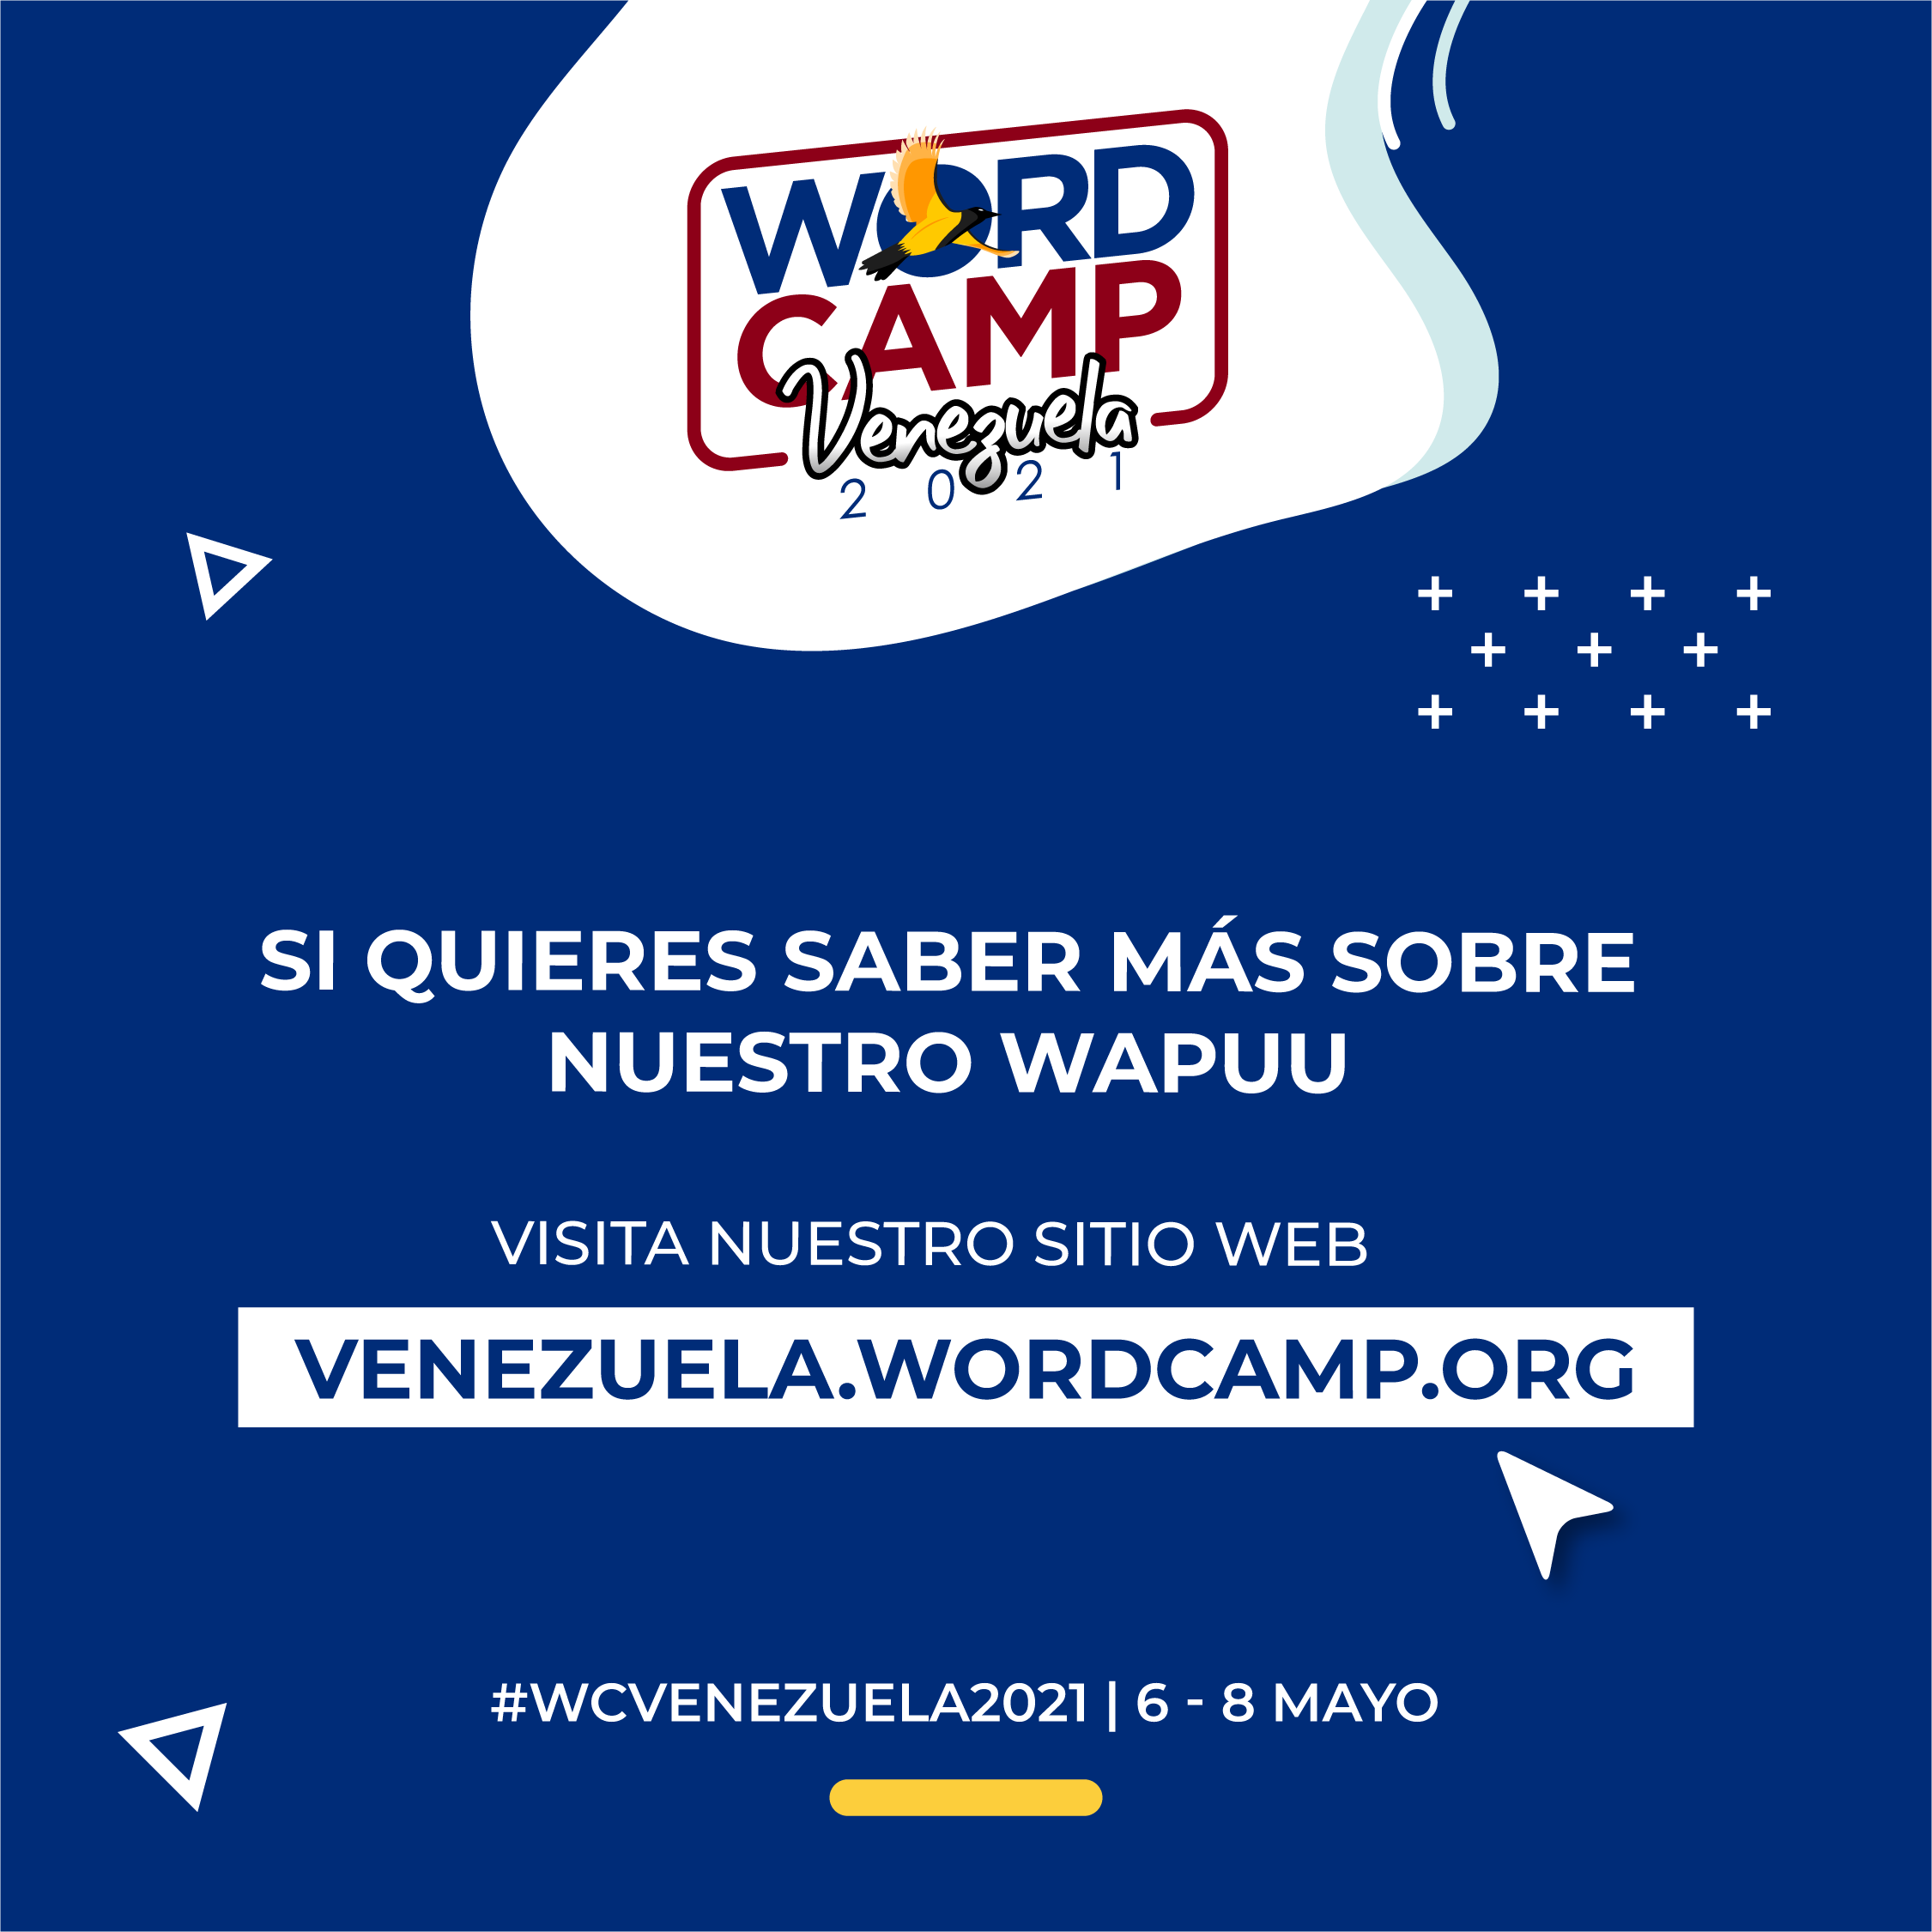 WORD
CAMP
Venezuela
2021
SI QUIERES SABER MÁS SOBRE
NUESTRO WAPUU
VISITA NUESTRO SITIO WEB
VENEZUELA.WORDCAMP.ORG
#WCVENEZUELA2021 | 6 - 8 MAYO